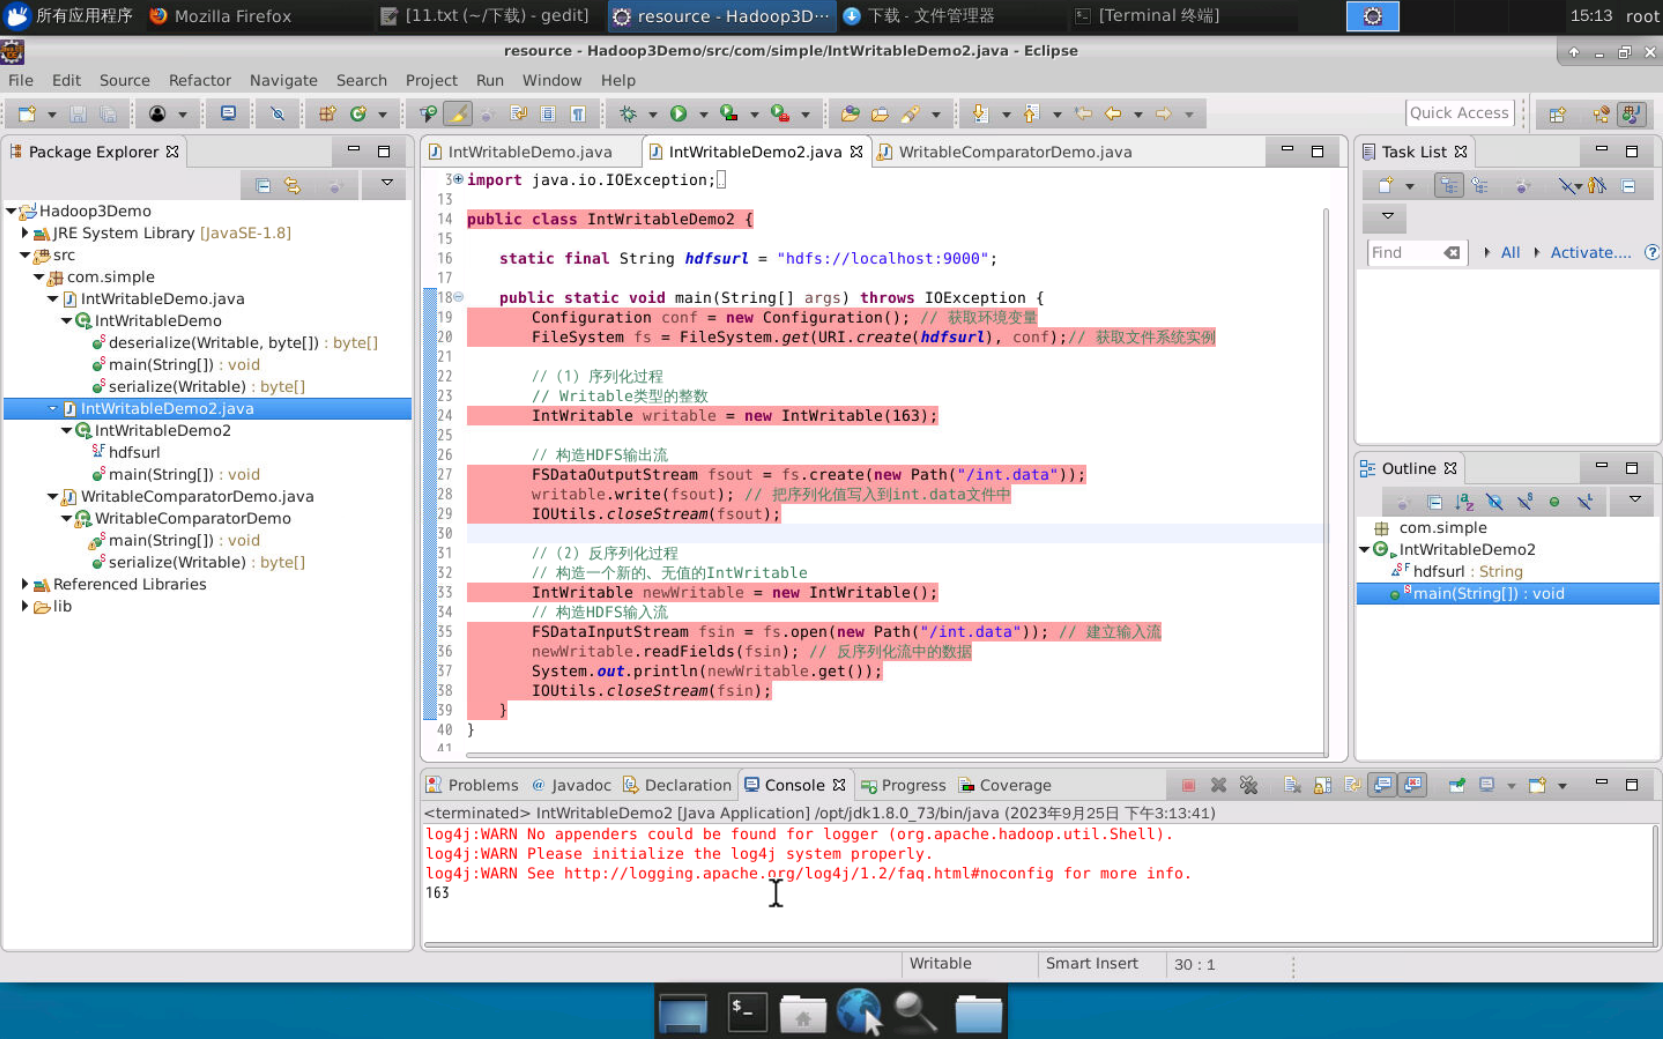 所有应用程序
Mozilla Firefox
[11.txt (~/下载) - gedit]
resource - Hadoop3D···
下载 - 文件管理器
[Terminal 终端]
15:13
root
resource - Hadoop3Demo/src/com/simple/IntWritableDemo2.java - Eclipse
File Edit Source Refactor Navigate Search Project Run Window Help
Quick Access
Package Explorer
Hadoop3Demo
JRE System Library [JavaSE-1.8]
src
com.simple
IntWritableDemo.java
IntWritableDemo
deserialize(Writable, byte[]) : byte[]
main(String[]) : void
serialize(Writable) : byte[]
IntWritableDemo2.java
IntWritableDemo2
hdfsurl
main(String[]) : void
WritableComparatorDemo.java
WritableComparatorDemo
main(String[]) : void
serialize(Writable) : byte[]
Referenced Libraries
lib
IntWritableDemo.java
IntWritableDemo2.java
WritableComparatorDemo.java
3 import java.io.IOException;
13
14 public class IntWritableDemo2 {
15
16 static final String hdfsurl = "hdfs://localhost:9000";
17
18 public static void main(String[] args) throws IOException {
19 Configuration conf = new Configuration(); // 获取环境变量
20 FileSystem fs = FileSystem.get(URI.create(hdfsurl), conf);// 获取文件系统实例
21
22 // (1) 序列化过程
23 // Writable类型的整数
24 IntWritable writable = new IntWritable(163);
25
26 // 构造HDFS输出流
27 FSDataOutputStream fsout = fs.create(new Path("/int.data"));
28 writable.write(fsout); // 把序列化值写入到int.data文件中
29 IOUtils.closeStream(fsout);
30
31 // (2) 反序列化过程
32 // 构造一个新的、无值的IntWritable
33 IntWritable newWritable = new IntWritable();
34 // 构造HDFS输入流
35 FSDataInputStream fsin = fs.open(new Path("/int.data")); // 建立输入流
36 newWritable.readFields(fsin); // 反序列化流中的数据
37 System.out.println(newWritable.get());
38 IOUtils.closeStream(fsin);
39 }
40 }
41
Task List
Find
All
Activate....
Outline
com.simple
IntWritableDemo2
hdfsurl : String
main(String[]) : void
Problems
Javadoc
Declaration
Console
Progress
Coverage
<terminated> IntWritableDemo2 [Java Application] /opt/jdk1.8.0_73/bin/java (2023年9月25日 下午3:13:41)
log4j:WARN No appenders could be found for logger (org.apache.hadoop.util.Shell).
log4j:WARN Please initialize the log4j system properly.
log4j:WARN See http://logging.apache.org/log4j/1.2/faq.html#noconfig for more info.
163
Writable
Smart Insert
30 : 1